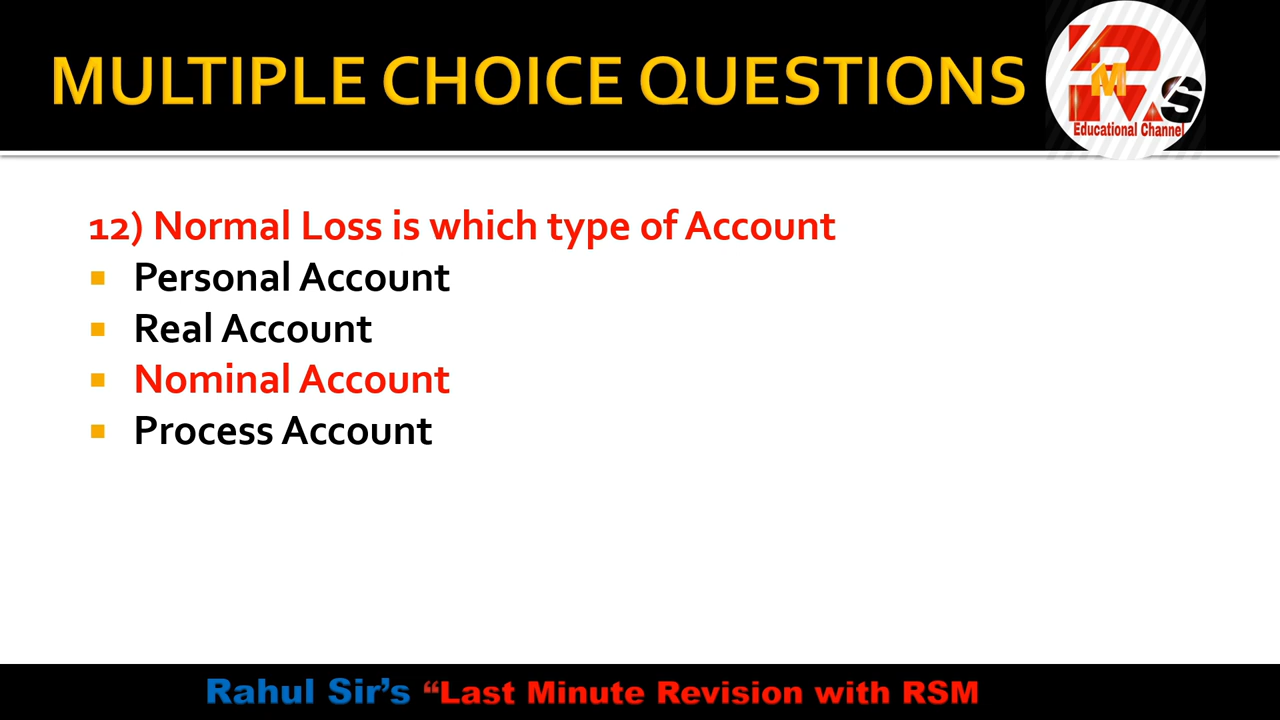 MULTIPLE CHOICE QUESTIONS
RMS
Educational Channel
12) Normal Loss is which type of Account
Personal Account
Real Account
Nominal Account
Process Account
Rahul Sir's “Last Minute Revision with RSM